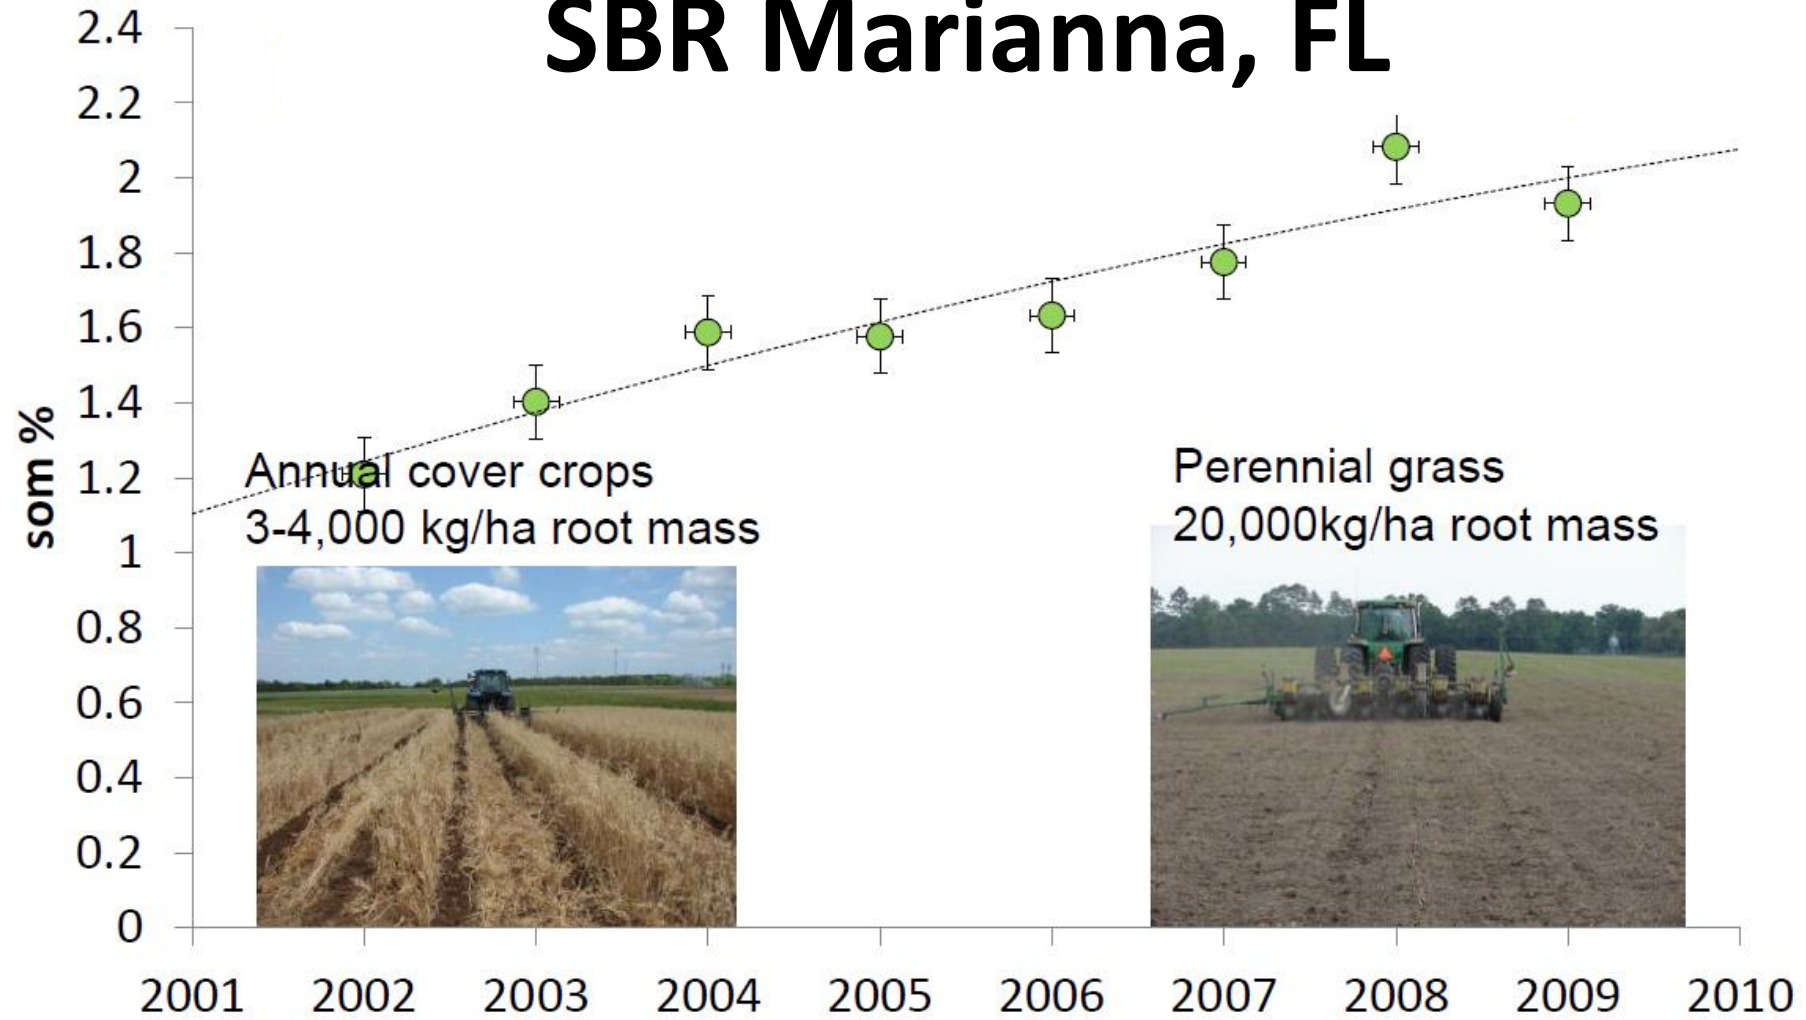 SBR Marianna, FL
2.4
2.2
2
1.8
1.6
1.4
1.2
1
0.8
0.6
0.4
0.2
0
som %
Annual cover crops
3-4,000 kg/ha root mass
Perennial grass
20,000kg/ha root mass
2001 2002 2003 2004 2005 2006 2007 2008 2009 2010